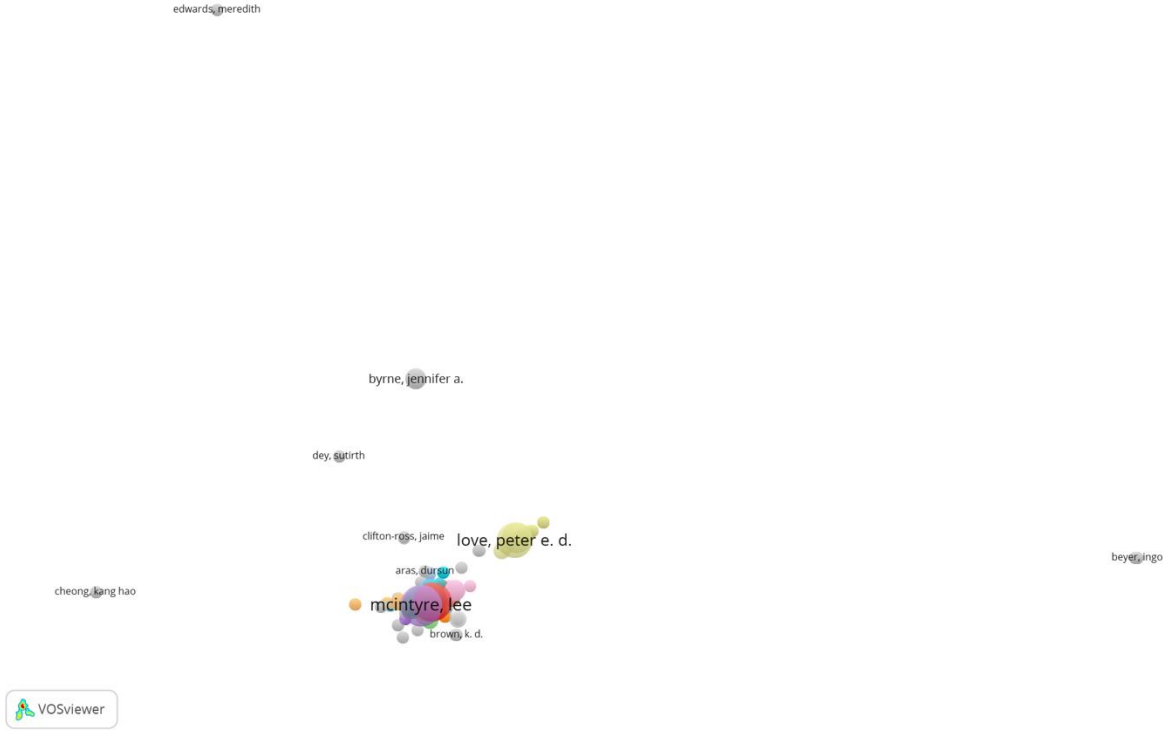 edwards, meredith
byrne, jennifer a.
dey, sutirth
clifton-ross, jaime
love, peter e. d.
beyer, ingo
aras, dursun
cheong, kang hao
mcintyre, lee
brown, k. d.
VOSviewer